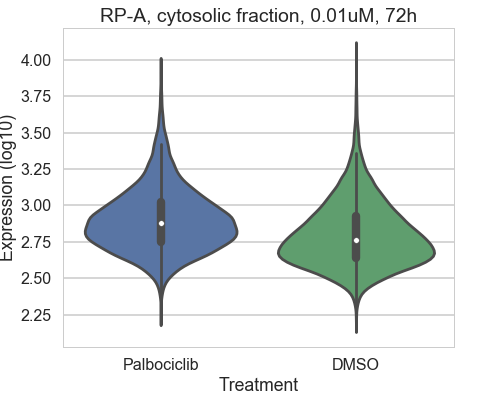 RP-A, cytosolic fraction, 0.01uM, 72h
Expression (log10)
4.00
3.75
3.50
3.25
3.00
2.75
2.50
2.25
Palbociclib DMSO
Treatment